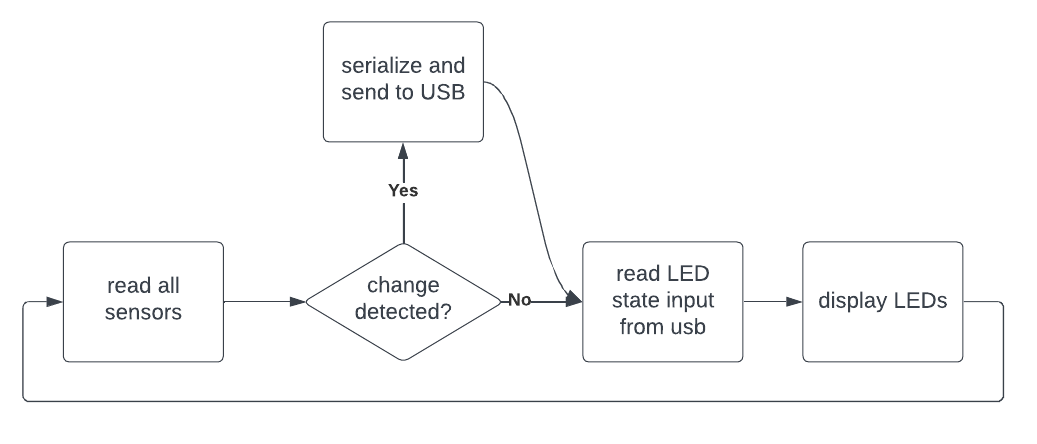 serialize and
send to USB
Yes
read all
sensors
change
detected?
No
read LED
state input
from usb
display LEDs